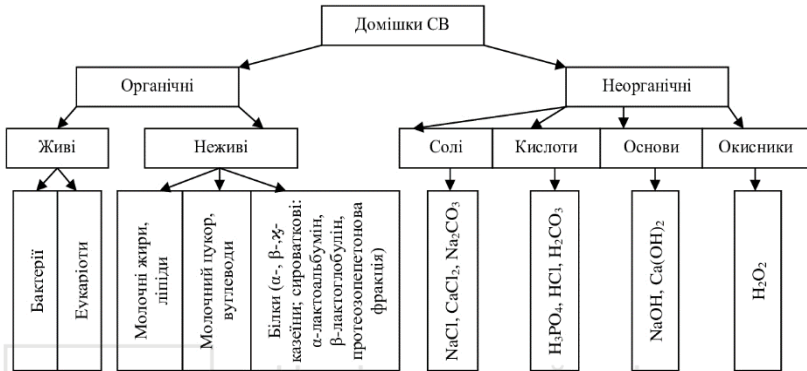 Домішки СВ
Органічні
Неорганічні
Живі
Неживі
Солі
Кислоти
Основи
Окисники
Бактерії
Еукаріоти
Молочні жири,
ліпіди
Молочний цукор,
вуглеводи
Білки (α-, β-,ϰ-
казеїни; сироваткові:
α-лактоальбумін,
β-лактоглобулін,
протеозопепетонова
фракція)
NaCl, CaCl₂, Na₂CO₃
H₃PO₄, HCl, H₂CO₃
NaOH, Ca(OH)₂
H₂O₂